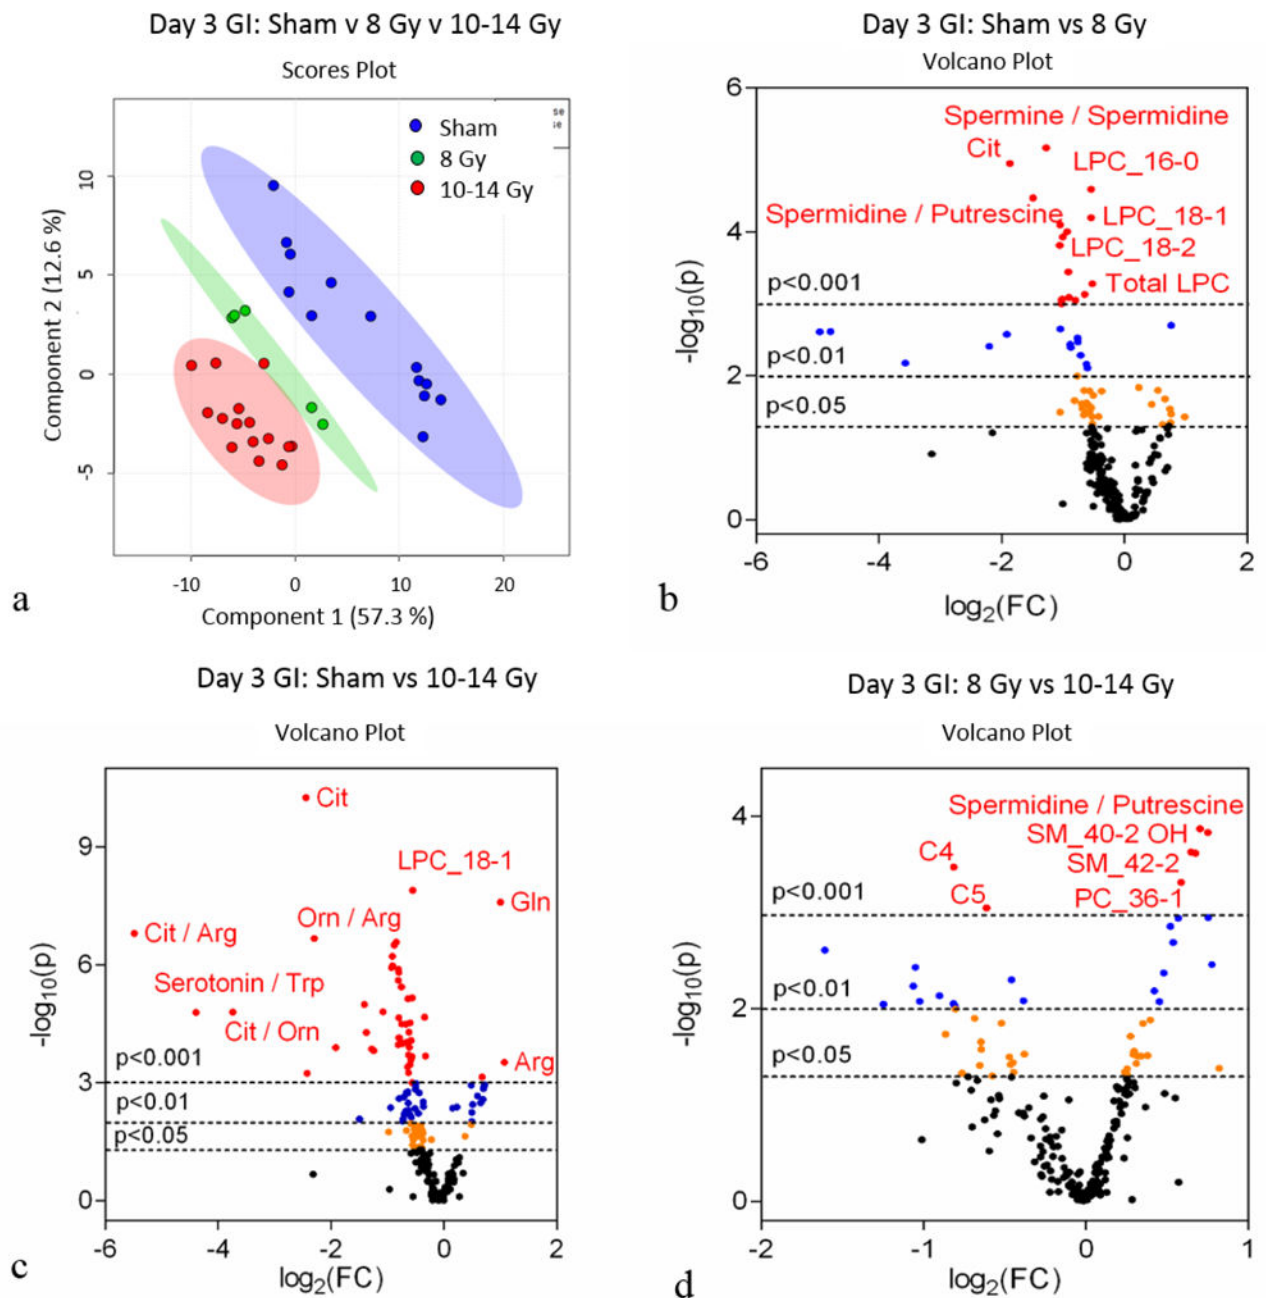 Day 3 GI: Sham v 8 Gy v 10-14 Gy
Scores Plot
Sham
8 Gy
10-14 Gy
se
Component 2 (12.6 %)
10
5
0
-5
-10
0
10
20
Component 1 (57.3 %)
a
Day 3 GI: Sham vs 8 Gy
Volcano Plot
Spermine / Spermidine
Cit
LPC_16-0
Spermidine / Putrescine
LPC_18-1
LPC_18-2
Total LPC
p<0.001
p<0.01
p<0.05
-log10(p)
6
4
2
0
-6
-4
-2
0
2
log2(FC)
b
Day 3 GI: Sham vs 10-14 Gy
Volcano Plot
Cit
LPC_18-1
Gln
Orn / Arg
Cit / Arg
Serotonin / Trp
Cit / Orn
Arg
p<0.001
p<0.01
p<0.05
-log10(p)
9
6
3
0
-6
-4
-2
0
2
log2(FC)
c
Day 3 GI: 8 Gy vs 10-14 Gy
Volcano Plot
Spermidine / Putrescine
SM_40-2 OH
C4
SM_42-2
C5
PC_36-1
p<0.001
p<0.01
p<0.05
-log10(p)
4
2
0
-2
-1
0
1
log2(FC)
d